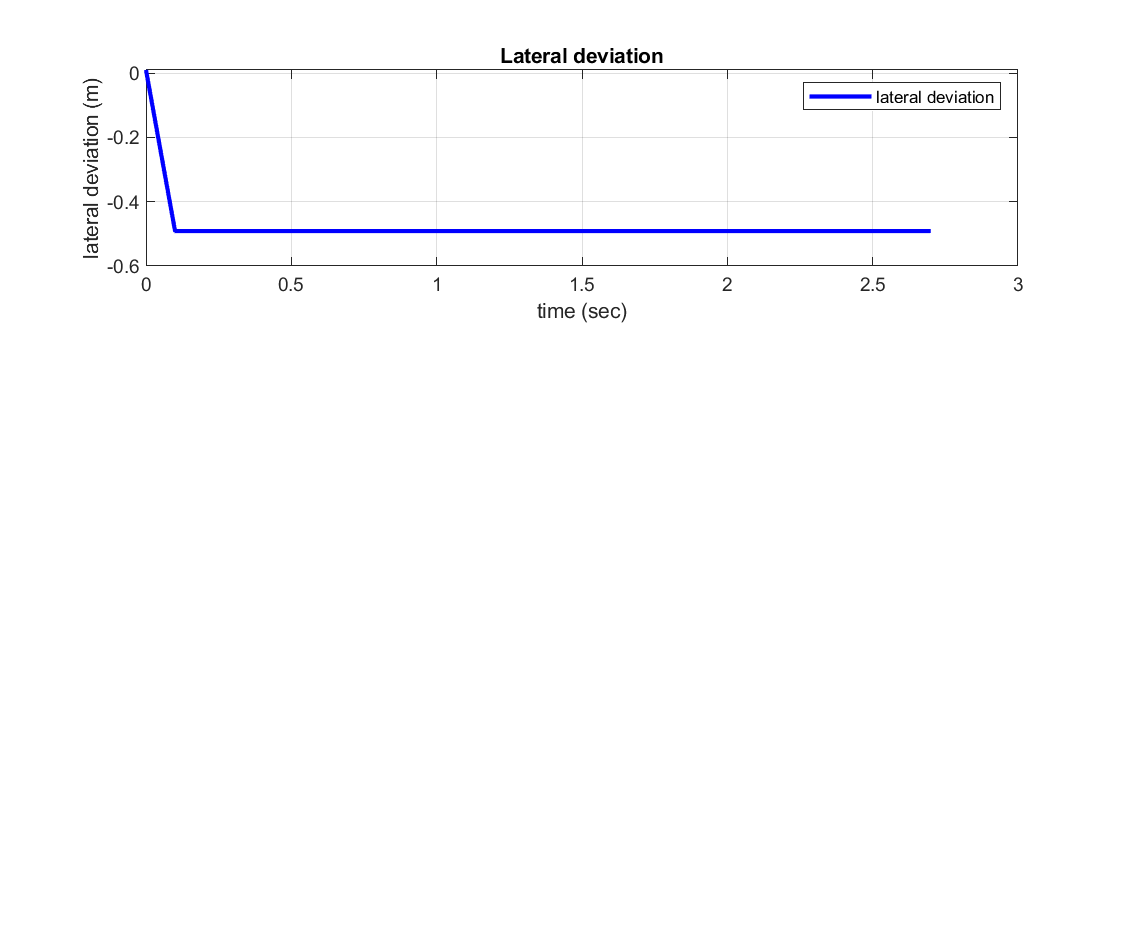 Lateral deviation
lateral deviation (m)
0
-0.2
-0.4
-0.6
lateral deviation
0
0.5
1
1.5
2
2.5
3
time (sec)